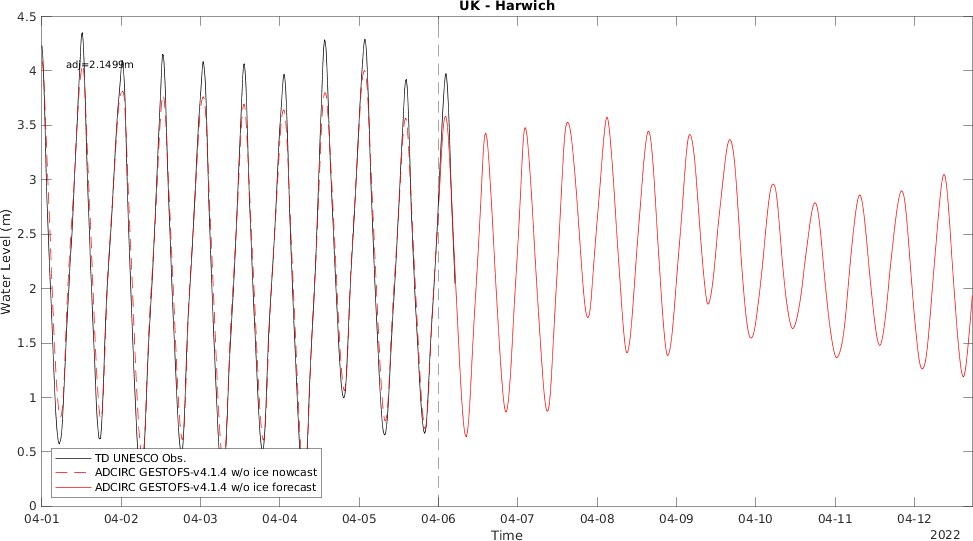 UK - Harwich
4.5
4
3.5
3
2.5
2
1.5
1
0.5
0
Water Level (m)
adj=2.1499m
TD UNESCO Obs.
ADCIRC GESTOFS-v4.1.4 w/o ice nowcast
ADCIRC GESTOFS-v4.1.4 w/o ice forecast
04-01 04-02 04-03 04-04 04-05 04-06 04-07 04-08 04-09 04-10 04-11 04-12
Time
2022